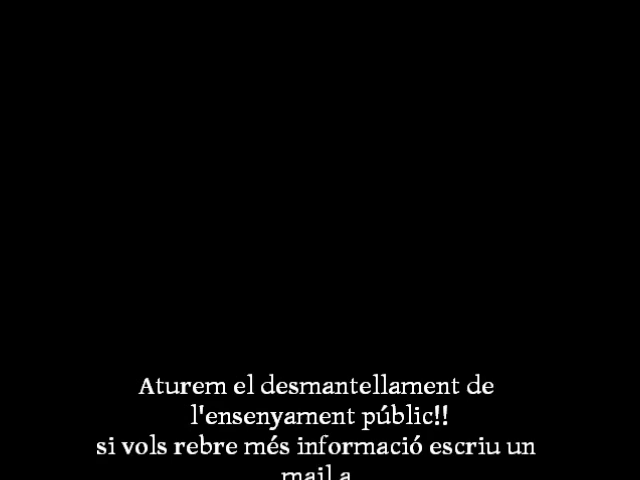 Aturem el desmantellament de
l'ensenyament públic!!
si vols rebre més informació escriu un
mail a